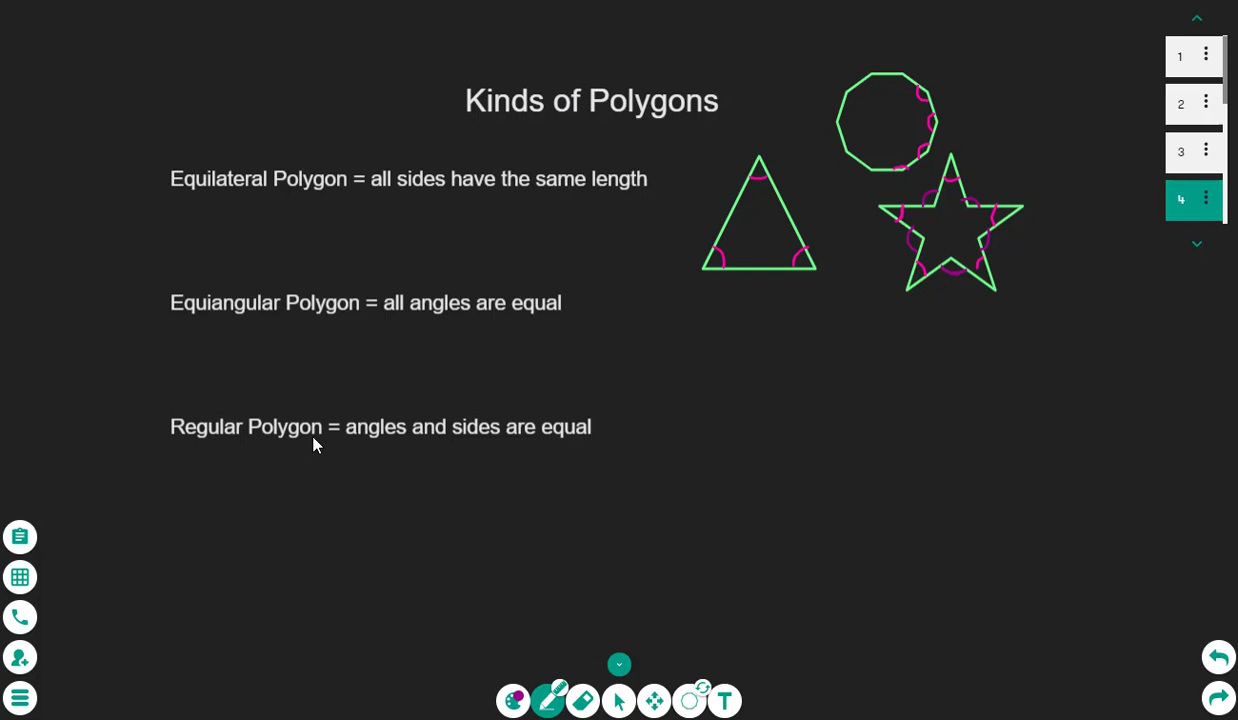 Kinds of Polygons
Equilateral Polygon = all sides have the same length
Equiangular Polygon = all angles are equal
Regular Polygon = angles and sides are equal
1
2
3
4
T